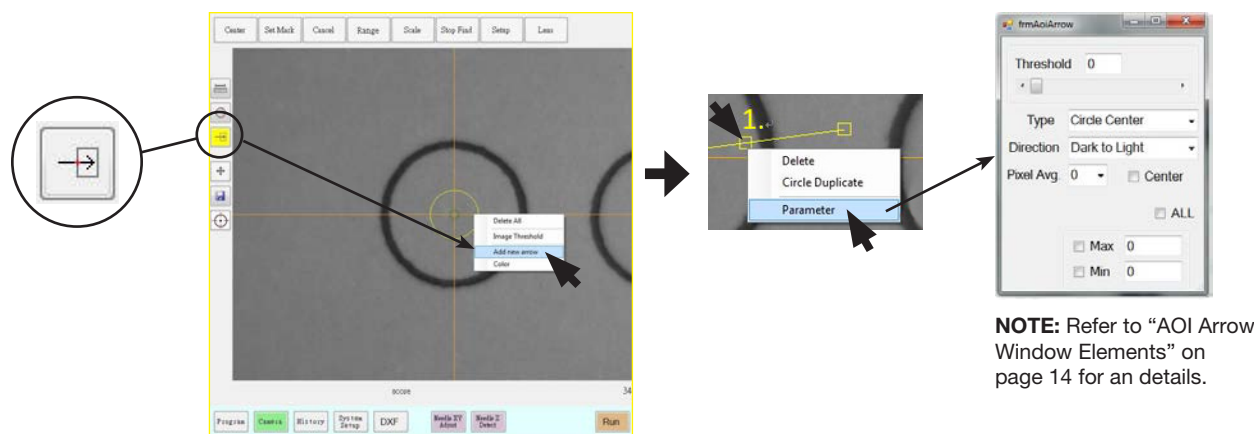 Center Set Mark Cancel Range Scale Stop Find Setup Lens
Delete All
Image Threshold
Add new arrow
Color
score 34
Program Camera History System Setup DXF Needle XY Adjust Needle Z Detect Run
1.
Delete
Circle Duplicate
Parameter
frmAoiArrow
Threshold 0
Type Circle Center
Direction Dark to Light
Pixel Avg. 0 Center
ALL
Max 0
Min 0
NOTE: Refer to “AOI Arrow
Window Elements” on
page 14 for an details.